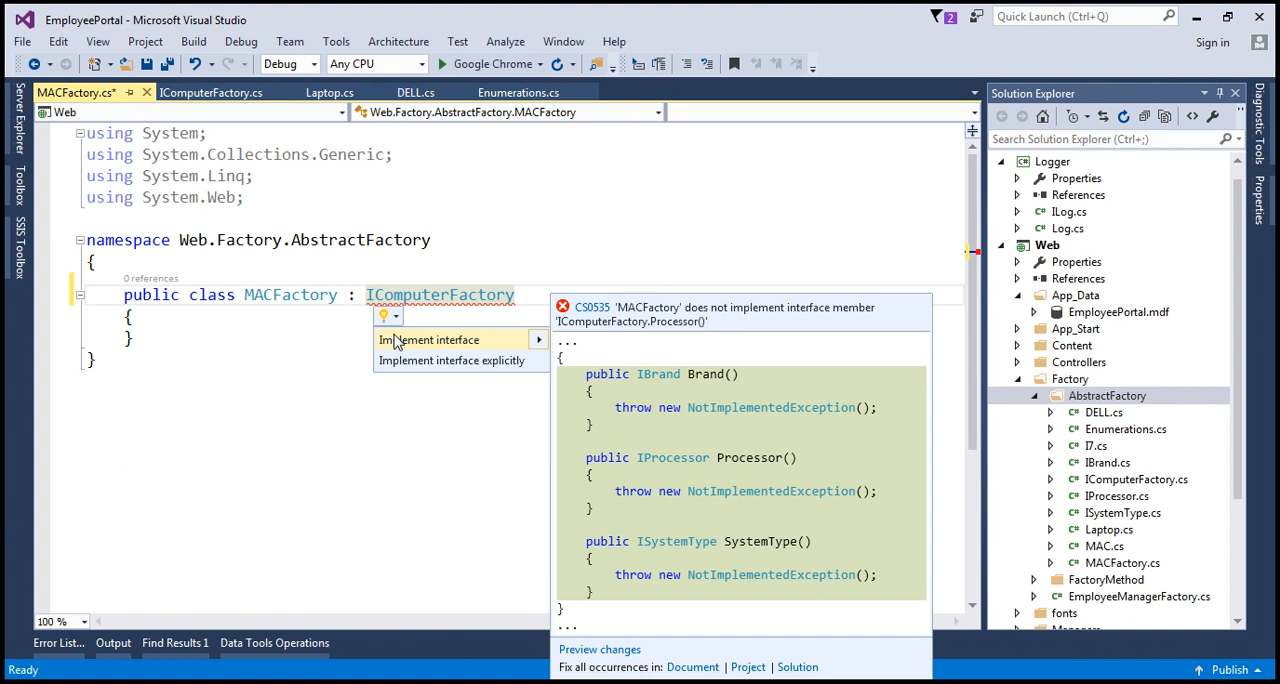 EmployeePortal - Microsoft Visual Studio
2
Quick Launch (Ctrl+Q)
File Edit View Project Build Debug Team Tools Architecture Test Analyze Window Help
Sign in
Debug Any CPU Google Chrome
MACFactory.cs* IComputerFactory.cs Laptop.cs DELL.cs Enumerations.cs
Web Web.Factory.AbstractFactory.MACFactory
Server Explorer
Toolbox
SSIS Toolbox
using System;
using System.Collections.Generic;
using System.Linq;
using System.Web;
namespace Web.Factory.AbstractFactory
{
0 references
public class MACFactory : IComputerFactory
{
}
}
Implement interface
Implement interface explicitly
CS0535 'MACFactory' does not implement interface member
'IComputerFactory.Processor()'
...
{
public IBrand Brand()
{
throw new NotImplementedException();
}
public IProcessor Processor()
{
throw new NotImplementedException();
}
public ISystemType SystemType()
{
throw new NotImplementedException();
}
}
...
Preview changes
Fix all occurrences in: Document | Project | Solution
100 %
Error List... Output Find Results 1 Data Tools Operations
Ready
Publish
Solution Explorer
Search Solution Explorer (Ctrl+;)
Logger
Properties
References
ILog.cs
Log.cs
Web
Properties
References
App_Data
EmployeePortal.mdf
App_Start
Content
Controllers
Factory
AbstractFactory
DELL.cs
Enumerations.cs
I7.cs
IBrand.cs
IComputerFactory.cs
IProcessor.cs
ISystemType.cs
Laptop.cs
MAC.cs
MACFactory.cs
FactoryMethod
EmployeeManagerFactory.cs
fonts
Diagnostic Tools
Properties